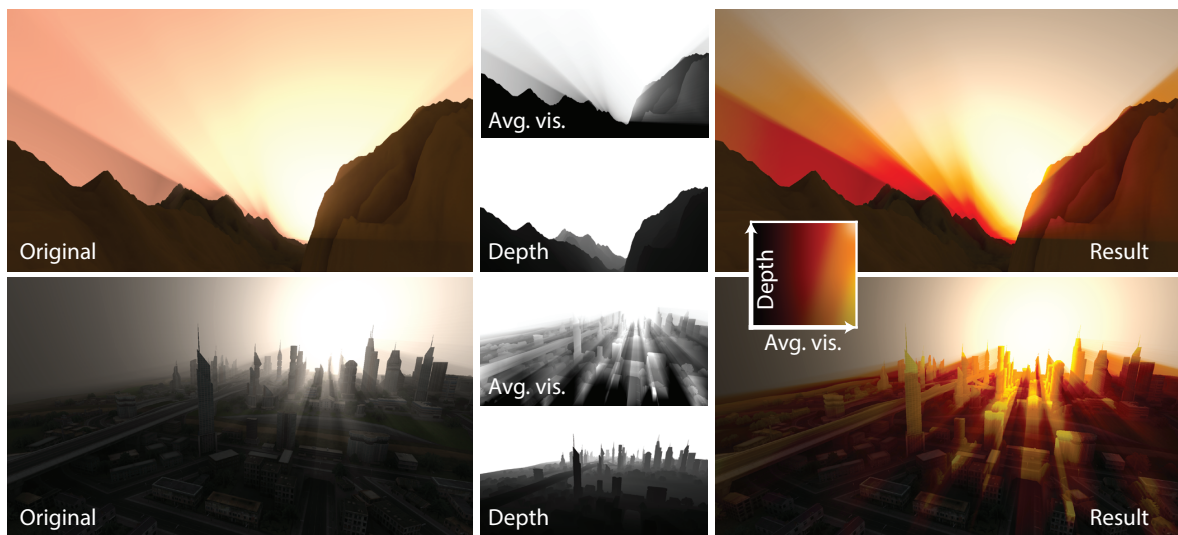 Original
Avg. vis.
Depth
Result
Depth
Avg. vis.
Original
Avg. vis.
Depth
Result